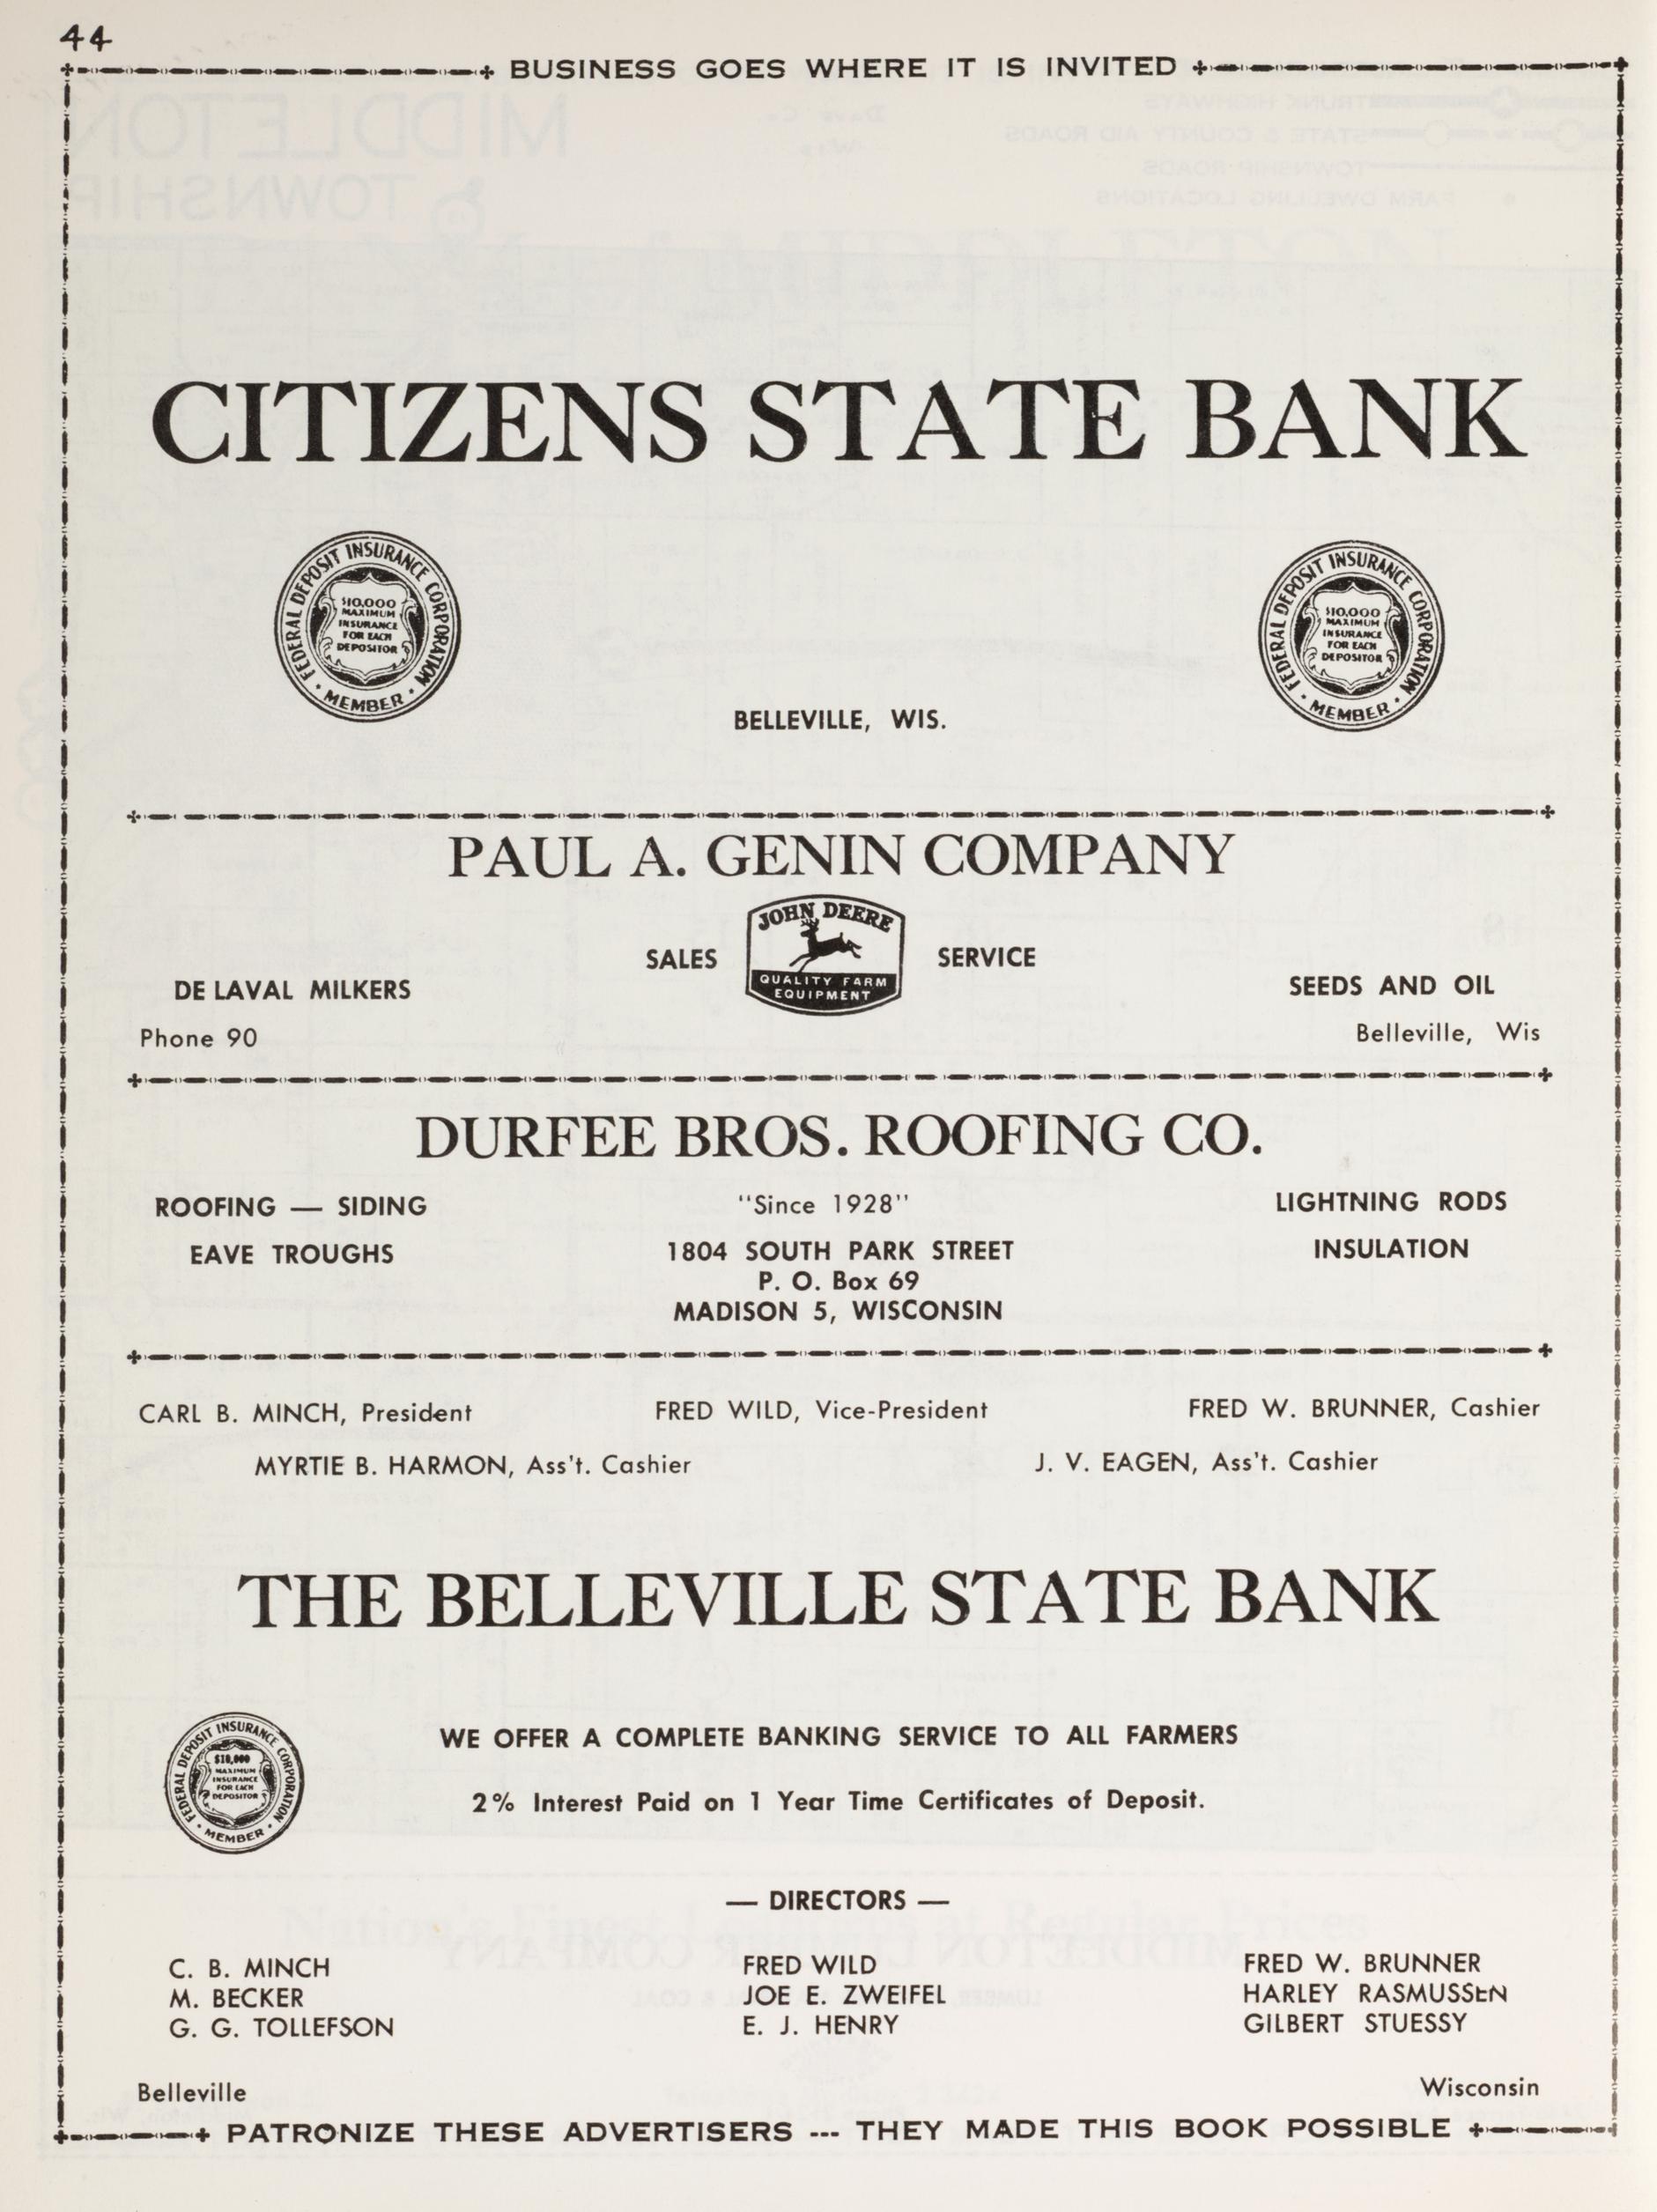 44
BUSINESS GOES WHERE IT IS INVITED
CITIZENS STATE BANK
FEDERAL DEPOSIT INSURANCE CORPORATION
$10,000
MAXIMUM
INSURANCE
FOR EACH
DEPOSITOR
• MEMBER •
FEDERAL DEPOSIT INSURANCE CORPORATION
$10,000
MAXIMUM
INSURANCE
FOR EACH
DEPOSITOR
• MEMBER •
BELLEVILLE, WIS.
PAUL A. GENIN COMPANY
JOHN DEERE
SALES SERVICE
QUALITY FARM
EQUIPMENT
DE LAVAL MILKERS SEEDS AND OIL
Phone 90 Belleville, Wis
DURFEE BROS. ROOFING CO.
ROOFING — SIDING "Since 1928" LIGHTNING RODS
EAVE TROUGHS 1804 SOUTH PARK STREET INSULATION
P. O. Box 69
MADISON 5, WISCONSIN
CARL B. MINCH, President FRED WILD, Vice-President FRED W. BRUNNER, Cashier
MYRTIE B. HARMON, Ass't. Cashier J. V. EAGEN, Ass't. Cashier
THE BELLEVILLE STATE BANK
FEDERAL DEPOSIT INSURANCE CORPORATION
$10,000
MAXIMUM
INSURANCE
FOR EACH
DEPOSITOR
• MEMBER •
WE OFFER A COMPLETE BANKING SERVICE TO ALL FARMERS
2% Interest Paid on 1 Year Time Certificates of Deposit.
— DIRECTORS —
C. B. MINCH FRED WILD FRED W. BRUNNER
M. BECKER JOE E. ZWEIFEL HARLEY RASMUSSEN
G. G. TOLLEFSON E. J. HENRY GILBERT STUESSY
Belleville Wisconsin
PATRONIZE THESE ADVERTISERS --- THEY MADE THIS BOOK POSSIBLE